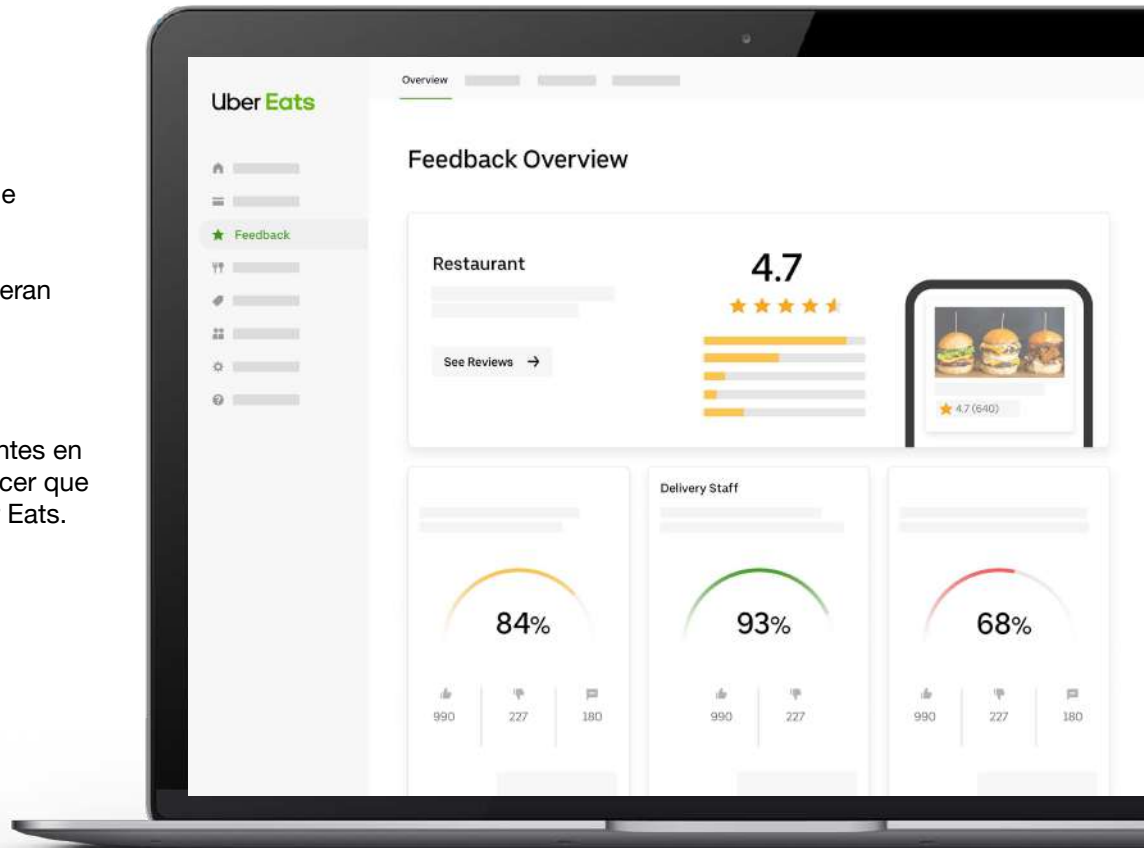 e
eran
ntes en
cer que
Eats.
Uber Eats
Feedback
Overview
Feedback Overview
Restaurant
See Reviews →
4.7
4.7 (640)
84%
990 227 180
Delivery Staff
93%
990 227
68%
990 227 180